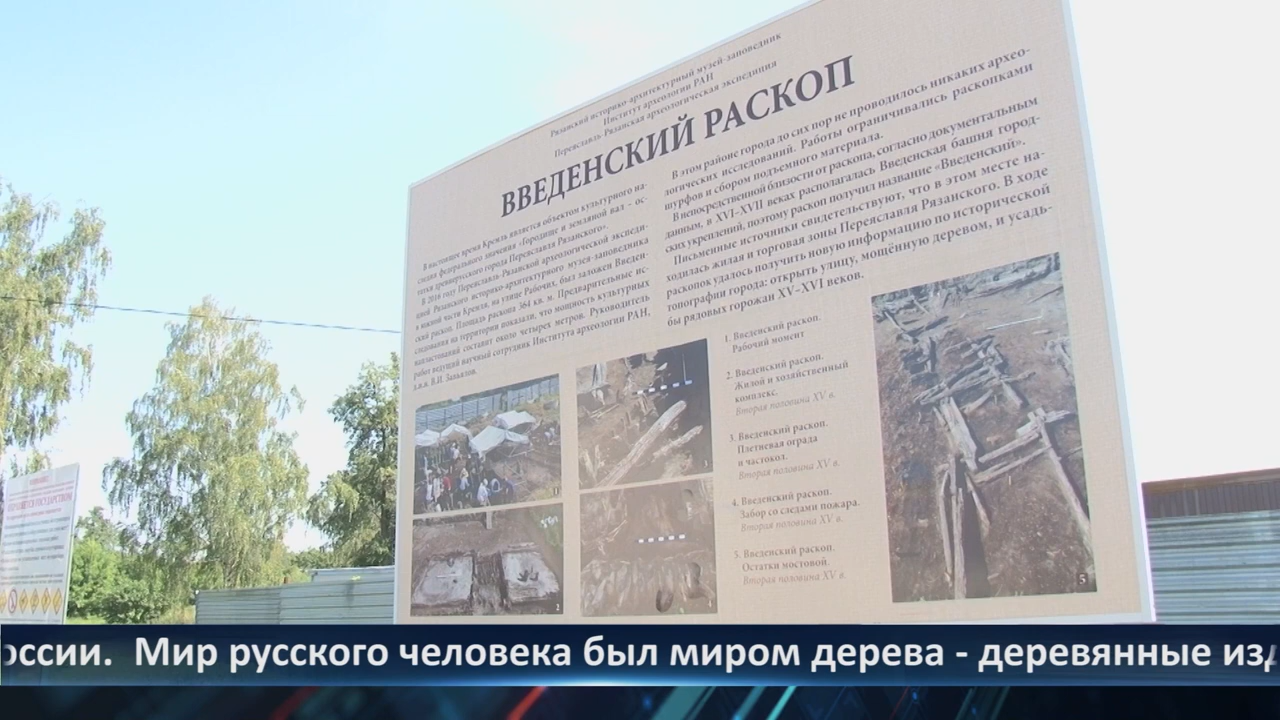 Рязанский историко-архитектурный музей-заповедник
Институт археологии РАН
Переяславль-Рязанская археологическая экспедиция
ВВЕДЕНСКИЙ РАСКОП
В настоящее время Кремль является объектом культурного на-
следия федерального значения «Городище и земляной вал – ос-
татки древнерусского города Переяславля Рязанского».
В 2016 году Переяславль-Рязанской археологической экспеди-
цией Рязанского историко-архитектурного музея-заповедника
в южной части Кремля, на улице Рабочих, был заложен Введен-
ский раскоп. Площадь раскопа 364 кв. м. Предварительные ис-
следования на территории показали, что мощность культурных
напластований составит около четырех метров. Руководитель
работ ведущий научный сотрудник Института археологии РАН,
д.и.н. В.И. Завьялов.
В этом районе города до сих пор не проводилось никаких архео-
логических исследований. Работы ограничивались раскопками
шурфов и сбором подъемного материала.
В непосредственной близости от раскопа, согласно документальным
данным, в XVI–XVII веках располагалась Введенская башня город-
ских укреплений, поэтому раскоп получил название «Введенский».
Письменные источники свидетельствуют, что в этом месте на-
ходилась жилая и торговая зоны Переяславля Рязанского. В ходе
раскопок удалось получить новую информацию по исторической
топографии города: открыть улицу, мощённую деревом, и усадь-
бы рядовых горожан XV–XVI веков.
1. Введенский раскоп.
Рабочий момент
2. Введенский раскоп.
Жилой и хозяйственный
комплекс.
Вторая половина XV в.
3. Введенский раскоп.
Плетневая ограда
и частокол.
Вторая половина XV в.
4. Введенский раскоп.
Забор со следами пожара.
Вторая половина XV в.
5. Введенский раскоп.
Остатки мостовой.
Вторая половина XV в.
1
3
2
4
5
ОХРАНЯЕТСЯ ГОСУДАРСТВОМ
оссии. Мир русского человека был миром дерева - деревянные изд